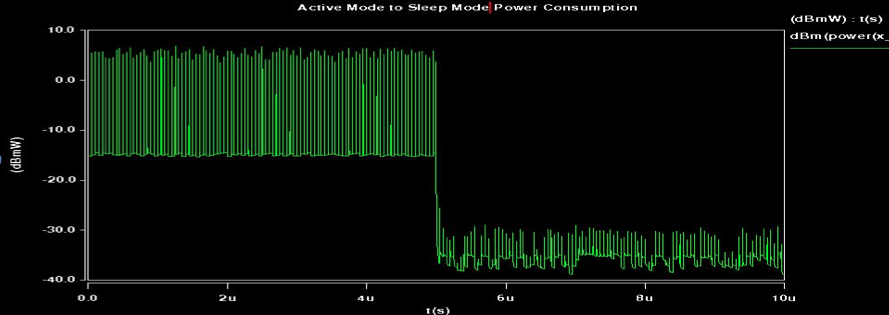 Active Mode to Sleep Mode Power Consumption
(dBmW) : t(s)
dBm(power(x_
10.0
0.0
-10.0
-20.0
-30.0
-40.0
(dBmW)
0.0 2u 4u 6u 8u 10u
t(s)